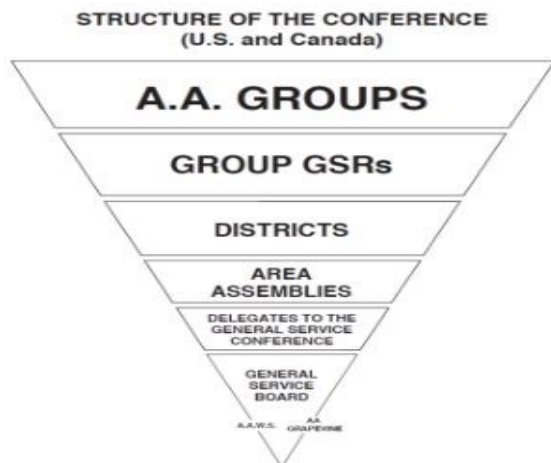 STRUCTURE OF THE CONFERENCE
(U.S. and Canada)
A.A. GROUPS
GROUP GSRs
DISTRICTS
AREA
ASSEMBLIES
DELEGATES TO THE
GENERAL SERVICE
CONFERENCE
GENERAL
SERVICE
BOARD
A.A.W.S.
AA
GRAPEVINE